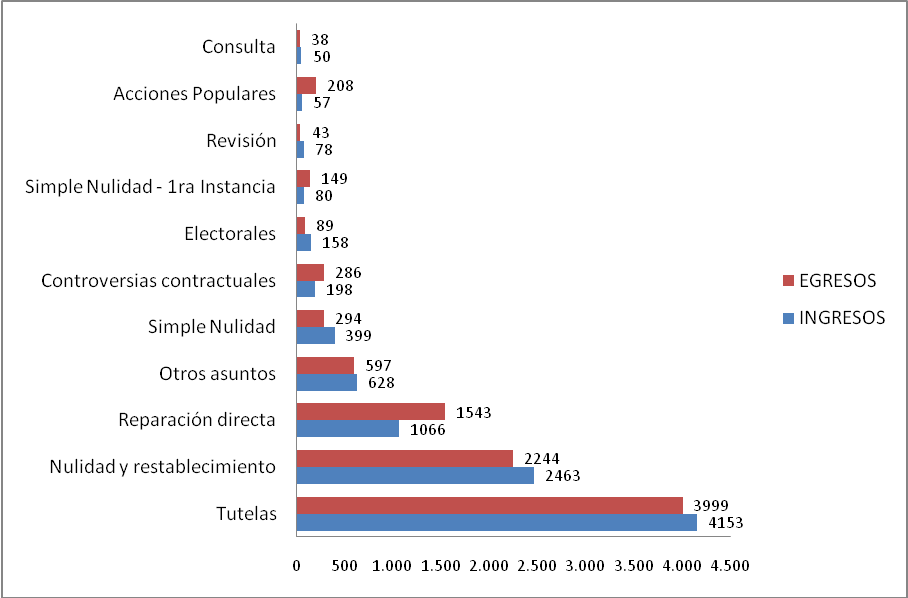 Consulta
38
50
Acciones Populares
208
57
Revisión
43
78
Simple Nulidad - 1ra Instancia
149
80
Electorales
89
158
Controversias contractuales
286
198
Simple Nulidad
294
399
Otros asuntos
597
628
Reparación directa
1543
1066
Nulidad y restablecimiento
2244
2463
Tutelas
3999
4153
0 500 1.000 1.500 2.000 2.500 3.000 3.500 4.000 4.500
EGRESOS
INGRESOS